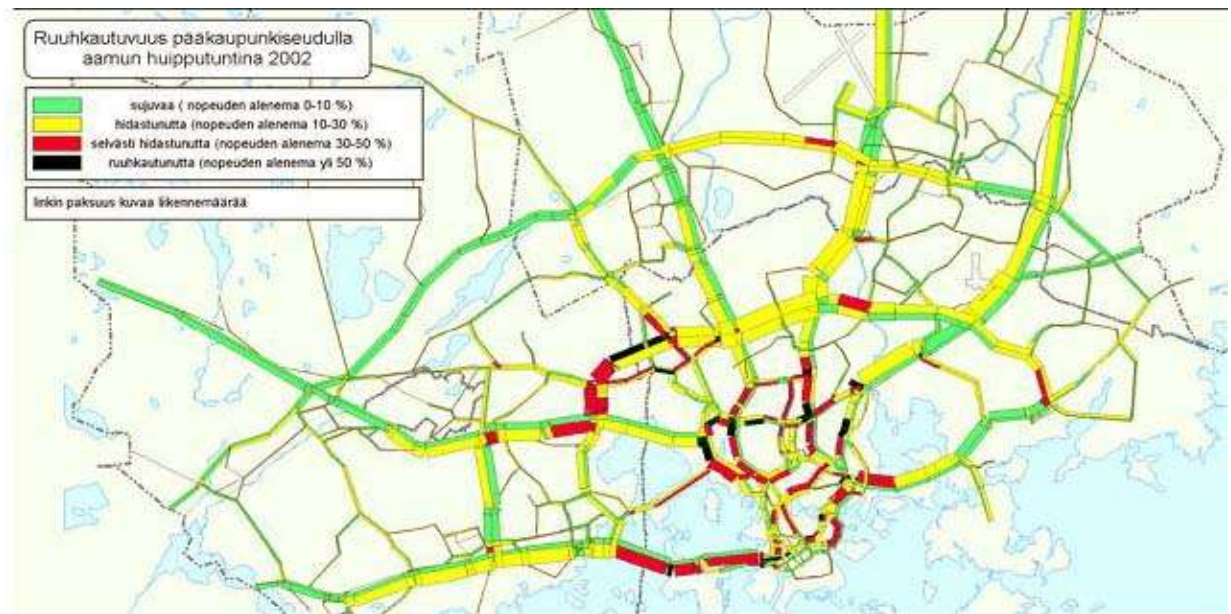 Ruuhkautuvuus pääkaupunkiseudulla
aamun huipputuntina 2002
sujuvaa ( nopeuden alenema 0-10 %)
hidastunutta (nopeuden alenema 10-30 %)
selvästi hidastunutta (nopeuden alenema 30-50 %)
ruuhkautunutta (nopeuden alenema yli 50 %)
linkin paksuus kuvaa liikennemäärää